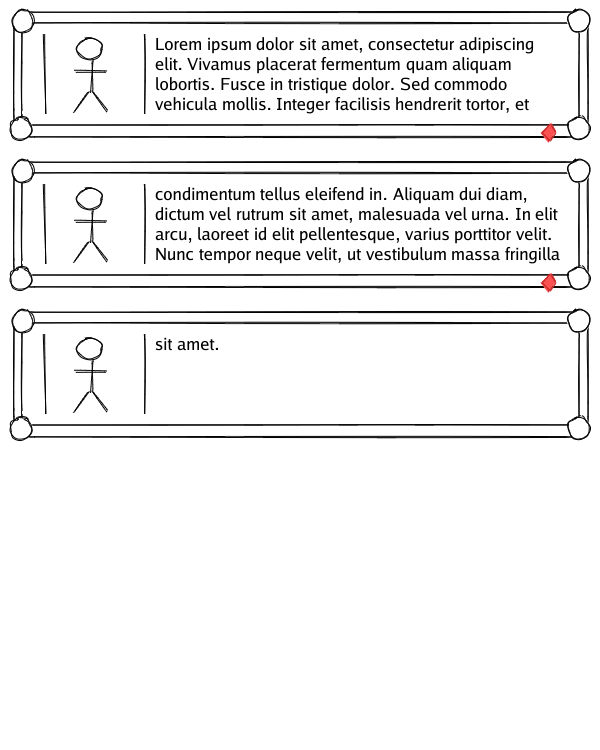 Lorem ipsum dolor sit amet, consectetur adipiscing
elit. Vivamus placerat fermentum quam aliquam
lobortis. Fusce in tristique dolor. Sed commodo
vehicula mollis. Integer facilisis hendrerit tortor, et
condimentum tellus eleifend in. Aliquam dui diam,
dictum vel rutrum sit amet, malesuada vel urna. In elit
arcu, laoreet id elit pellentesque, varius porttitor velit.
Nunc tempor neque velit, ut vestibulum massa fringilla
sit amet.